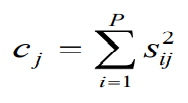 c_j = \sum_{i=1}^{P} s_{ij}^2